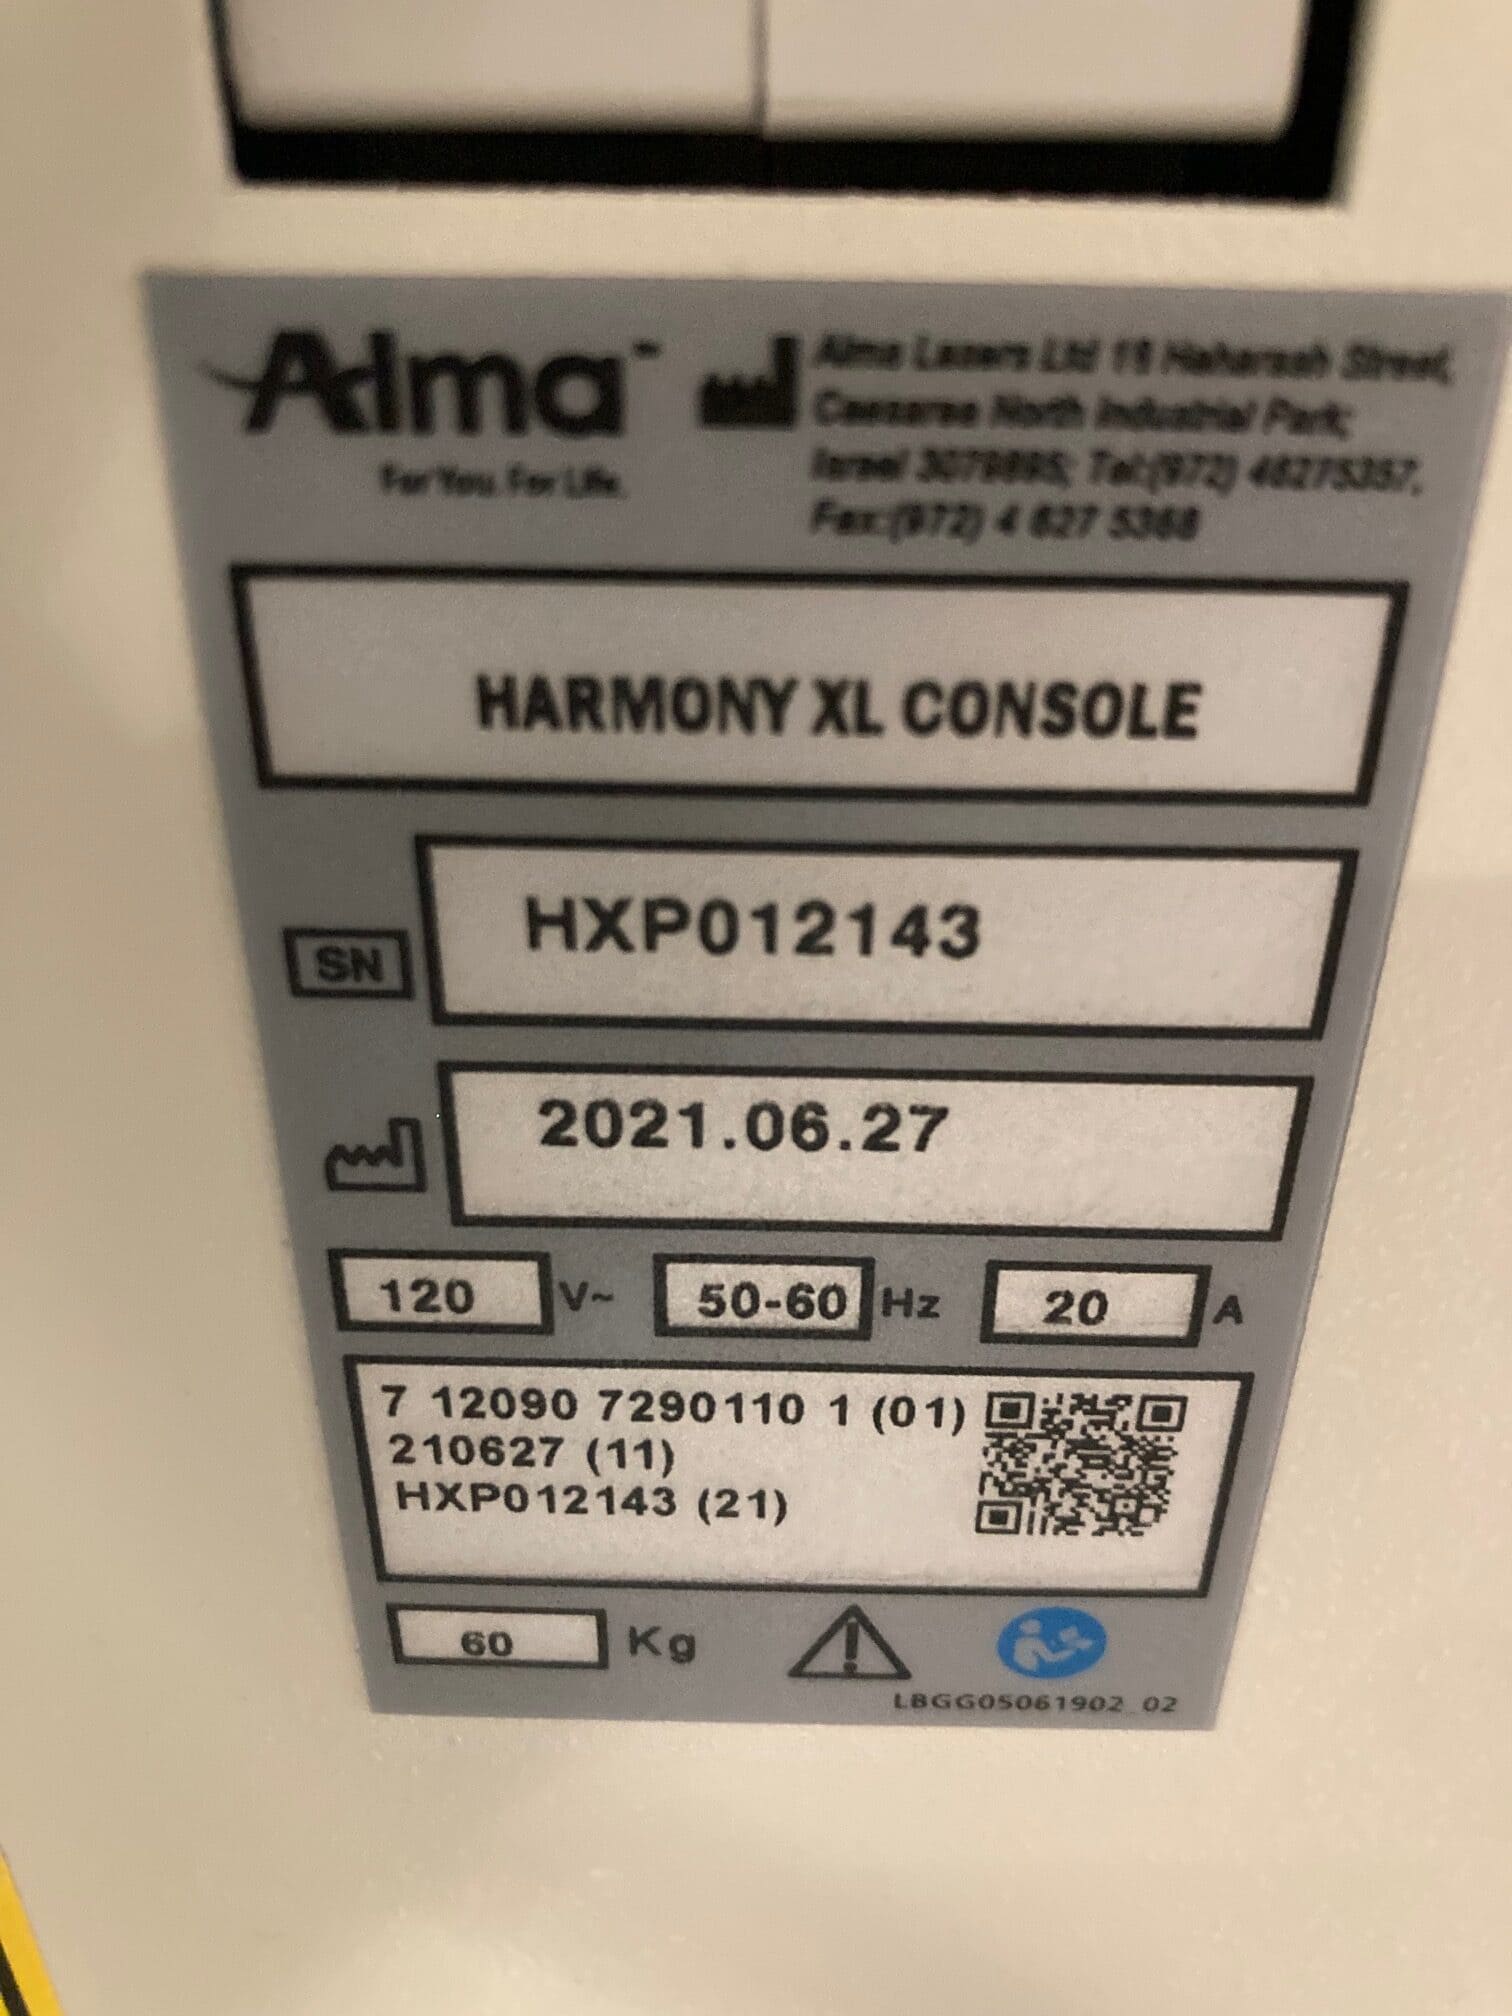 Alma™
For You. For Life.
Alma Lasers Ltd 15 Haharash Street,
Caesarea North Industrial Park;
Israel 3079895; Tel:(972) 46275357,
Fax:(972) 4 627 5368
HARMONY XL CONSOLE
SN HXP012143
2021.06.27
120 V~ 50-60 Hz 20 A
7 12090 7290110 1 (01)
210627 (11)
HXP012143 (21)
60 Kg
LBGG05061902_02